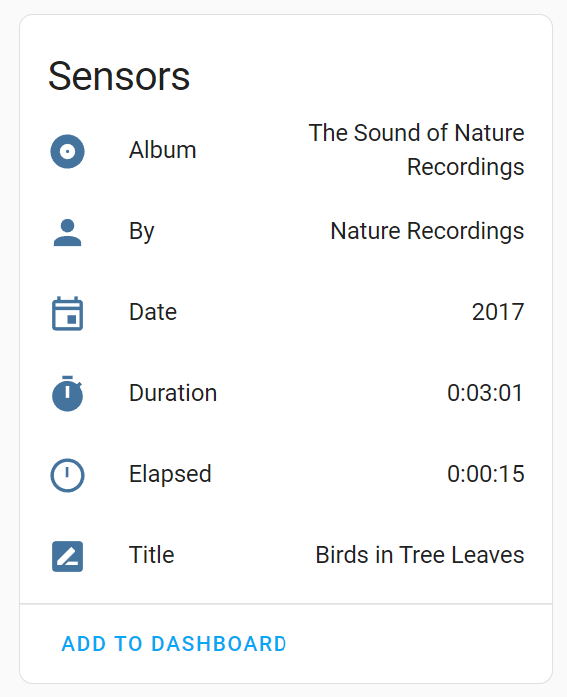 Sensors
Album
The Sound of Nature
Recordings
By
Nature Recordings
Date
2017
Duration
0:03:01
Elapsed
0:00:15
Title
Birds in Tree Leaves
ADD TO DASHBOARD